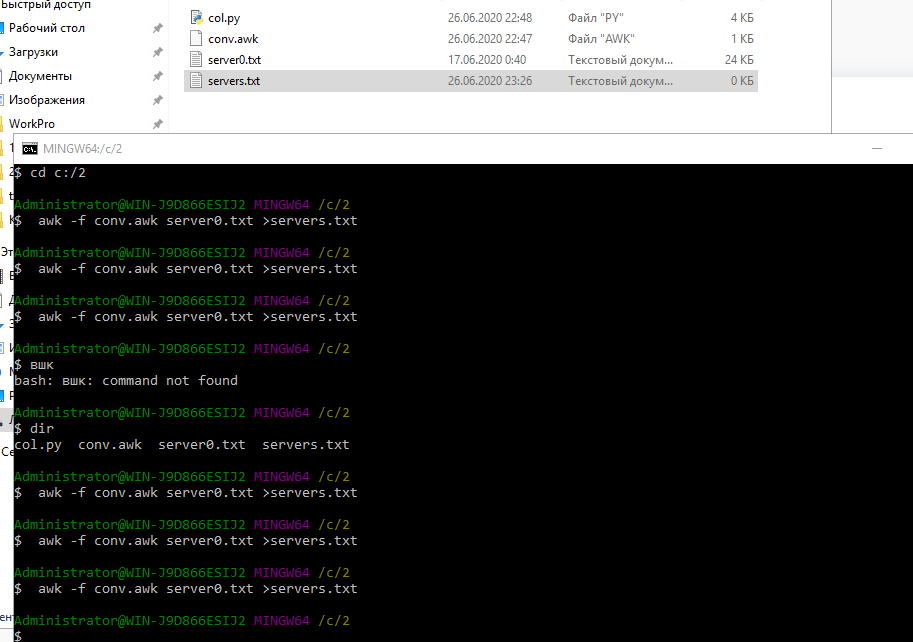 Быстрый доступ
Рабочий стол
Загрузки
Документы
Изображения
WorkPro
col.py 26.06.2020 22:48 Файл "PY" 4 КБ
conv.awk 26.06.2020 22:47 Файл "AWK" 1 КБ
server0.txt 17.06.2020 0:40 Текстовый докум... 24 КБ
servers.txt 26.06.2020 23:26 Текстовый докум... 0 КБ
MINGW64:/c/2
$ cd c:/2
Administrator@WIN-J9D866ESIJ2 MINGW64 /c/2
$  awk -f conv.awk server0.txt >servers.txt
Administrator@WIN-J9D866ESIJ2 MINGW64 /c/2
$  awk -f conv.awk server0.txt >servers.txt
Administrator@WIN-J9D866ESIJ2 MINGW64 /c/2
$  awk -f conv.awk server0.txt >servers.txt
Administrator@WIN-J9D866ESIJ2 MINGW64 /c/2
$ вшк
bash: вшк: command not found
Administrator@WIN-J9D866ESIJ2 MINGW64 /c/2
$ dir
col.py  conv.awk  server0.txt  servers.txt
Administrator@WIN-J9D866ESIJ2 MINGW64 /c/2
$  awk -f conv.awk server0.txt >servers.txt
Administrator@WIN-J9D866ESIJ2 MINGW64 /c/2
$  awk -f conv.awk server0.txt >servers.txt
Administrator@WIN-J9D866ESIJ2 MINGW64 /c/2
$  awk -f conv.awk server0.txt >servers.txt
Administrator@WIN-J9D866ESIJ2 MINGW64 /c/2
$